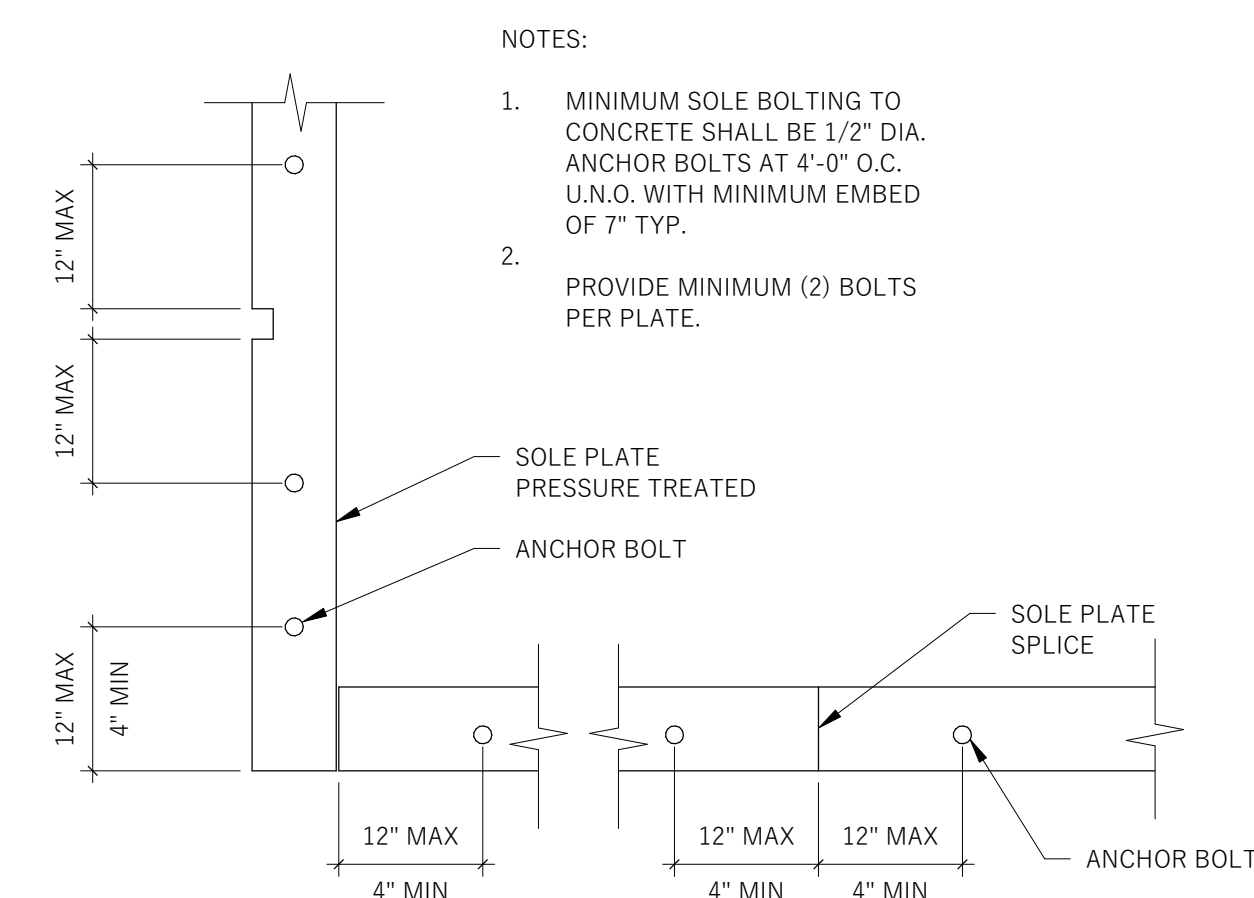 NOTES:
1. MINIMUM SOLE BOLTING TO
CONCRETE SHALL BE 1/2" DIA.
ANCHOR BOLTS AT 4'-0" O.C.
U.N.O. WITH MINIMUM EMBED
OF 7" TYP.
2.
PROVIDE MINIMUM (2) BOLTS
PER PLATE.
12" MAX
12" MAX
SOLE PLATE
PRESSURE TREATED
ANCHOR BOLT
12" MAX
4" MIN
SOLE PLATE
SPLICE
12" MAX
4" MIN
12" MAX
4" MIN
12" MAX
4" MIN
ANCHOR BOLT